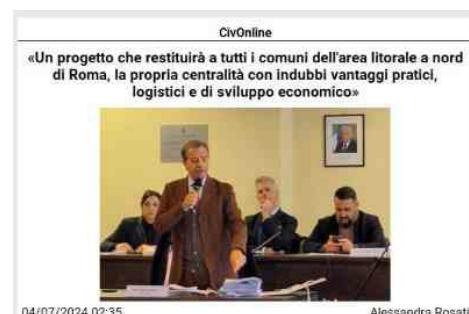 CivOnline
«Un progetto che restituirà a tutti i comuni dell'area litorale a nord
di Roma, la propria centralità con indubbi vantaggi pratici,
logistici e di sviluppo economico»
04/07/2024 02:35 Alessandra Rosati